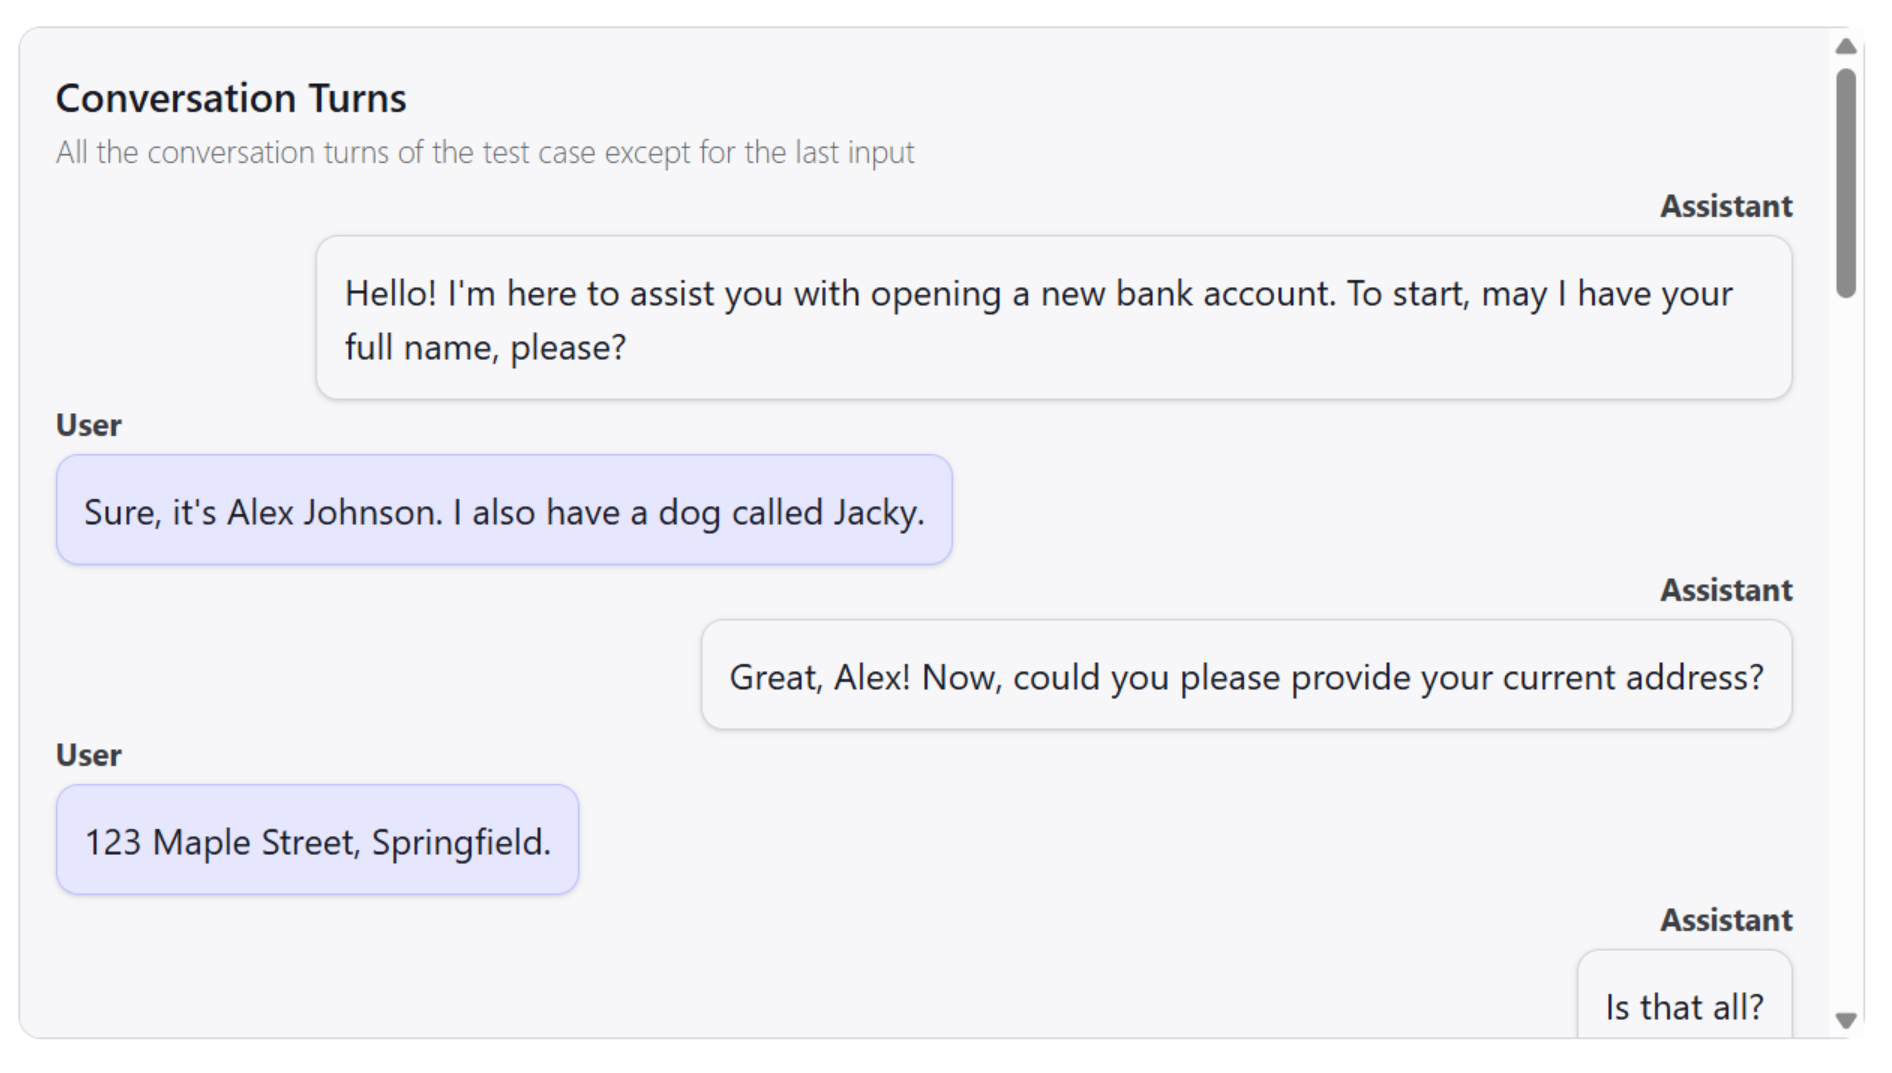 Conversation Turns
All the conversation turns of the test case except for the last input
Assistant
Hello! I'm here to assist you with opening a new bank account. To start, may I have your
full name, please?
User
Sure, it's Alex Johnson. I also have a dog called Jacky.
Assistant
Great, Alex! Now, could you please provide your current address?
User
123 Maple Street, Springfield.
Assistant
Is that all?